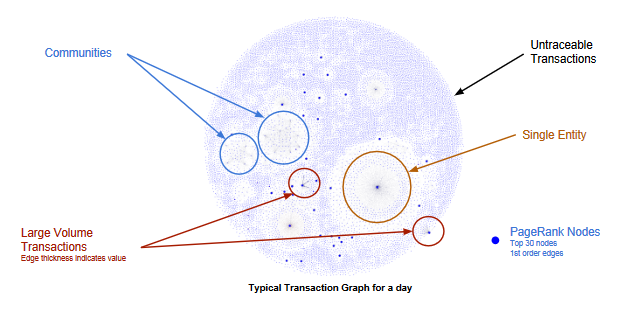 Communities
Untraceable
Transactions
Single Entity
Large Volume
Transactions
Edge thickness indicates value
PageRank Nodes
Top 30 nodes
1st order edges
Typical Transaction Graph for a day